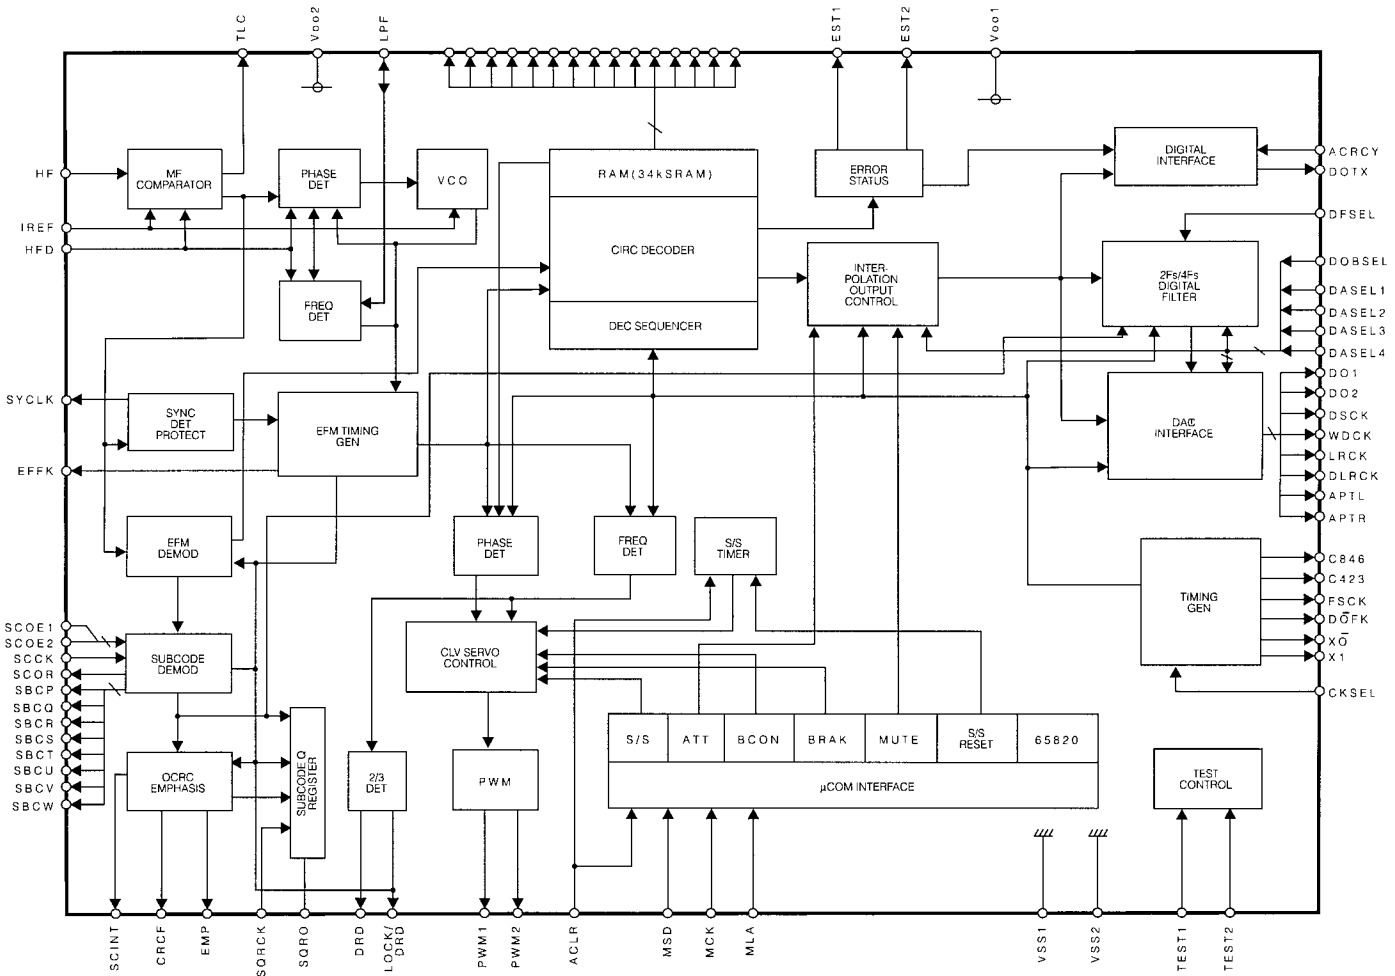 TLC
Voo2
LPF
EST1
EST2
Voo1
HF
MF
COMPARATOR
PHASE
DET
VCO
RAM(34kSRAM)
ERROR
STATUS
DIGITAL
INTERFACE
ACRCY
DOTX
IREF
HFD
CIRC DECODER
DFSEL
FREQ
DET
INTER-
POLATION
OUTPUT
CONTROL
2Fs/4Fs
DIGITAL
FILTER
DOBSEL
DASEL1
DASEL2
DASEL3
DASEL4
DEC SEQUENCER
SYCLK
SYNC
DET
PROTECT
EFM TIMING
GEN
DAC
INTERFACE
DO1
DO2
DSCK
WDCK
LRCK
DLRCK
APTL
APTR
EFFK
EFM
DEMOD
PHASE
DET
FREQ
DET
S/S
TIMER
TIMING
GEN
C846
C423
FSCK
DOFK
XO
X1
CKSEL
SCOE1
SCOE2
SCCK
SCOR
SBCP
SBCQ
SBCR
SBCS
SBCT
SBCU
SBCV
SBCW
SUBCODE
DEMOD
CLV SERVO
CONTROL
OCRC
EMPHASIS
SUBCODE Q
REGISTER
2/3
DET
PWM
S/S
ATT
BCON
BRAK
MUTE
S/S
RESET
65820
µCOM INTERFACE
TEST
CONTROL
SCINT
CRCF
EMP
SQRCK
SQRO
DRD
LOCK/
DRD
PWM1
PWM2
ACLR
MSD
MCK
MLA
VSS1
VSS2
TEST1
TEST2